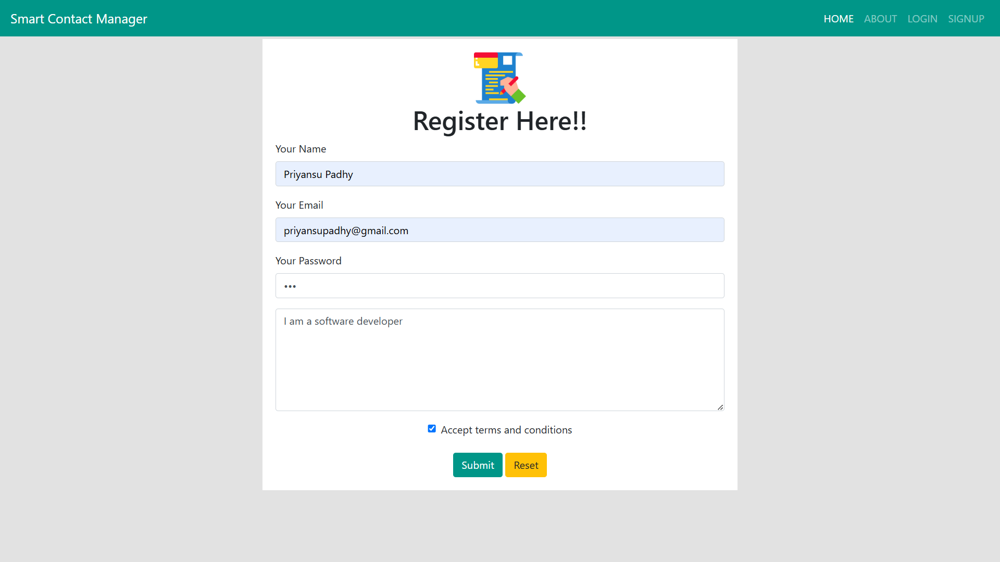 Smart Contact Manager
HOME ABOUT LOGIN SIGNUP
Register Here!!
Your Name
Priyansu Padhy
Your Email
priyansupadhy@gmail.com
Your Password
•••
I am a software developer
Accept terms and conditions
Submit Reset